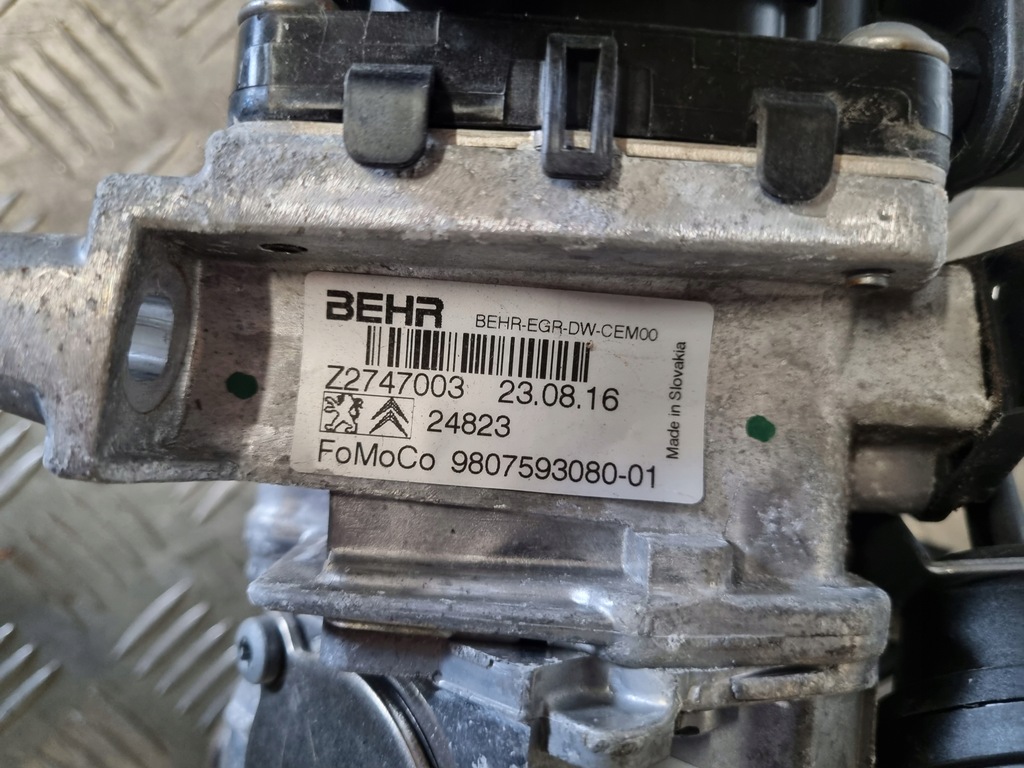 BEHR BEHR-EGR-DW-CEM00
Z2747003 23.08.16
24823
FoMoCo 9807593080-01
Made in Slovakia